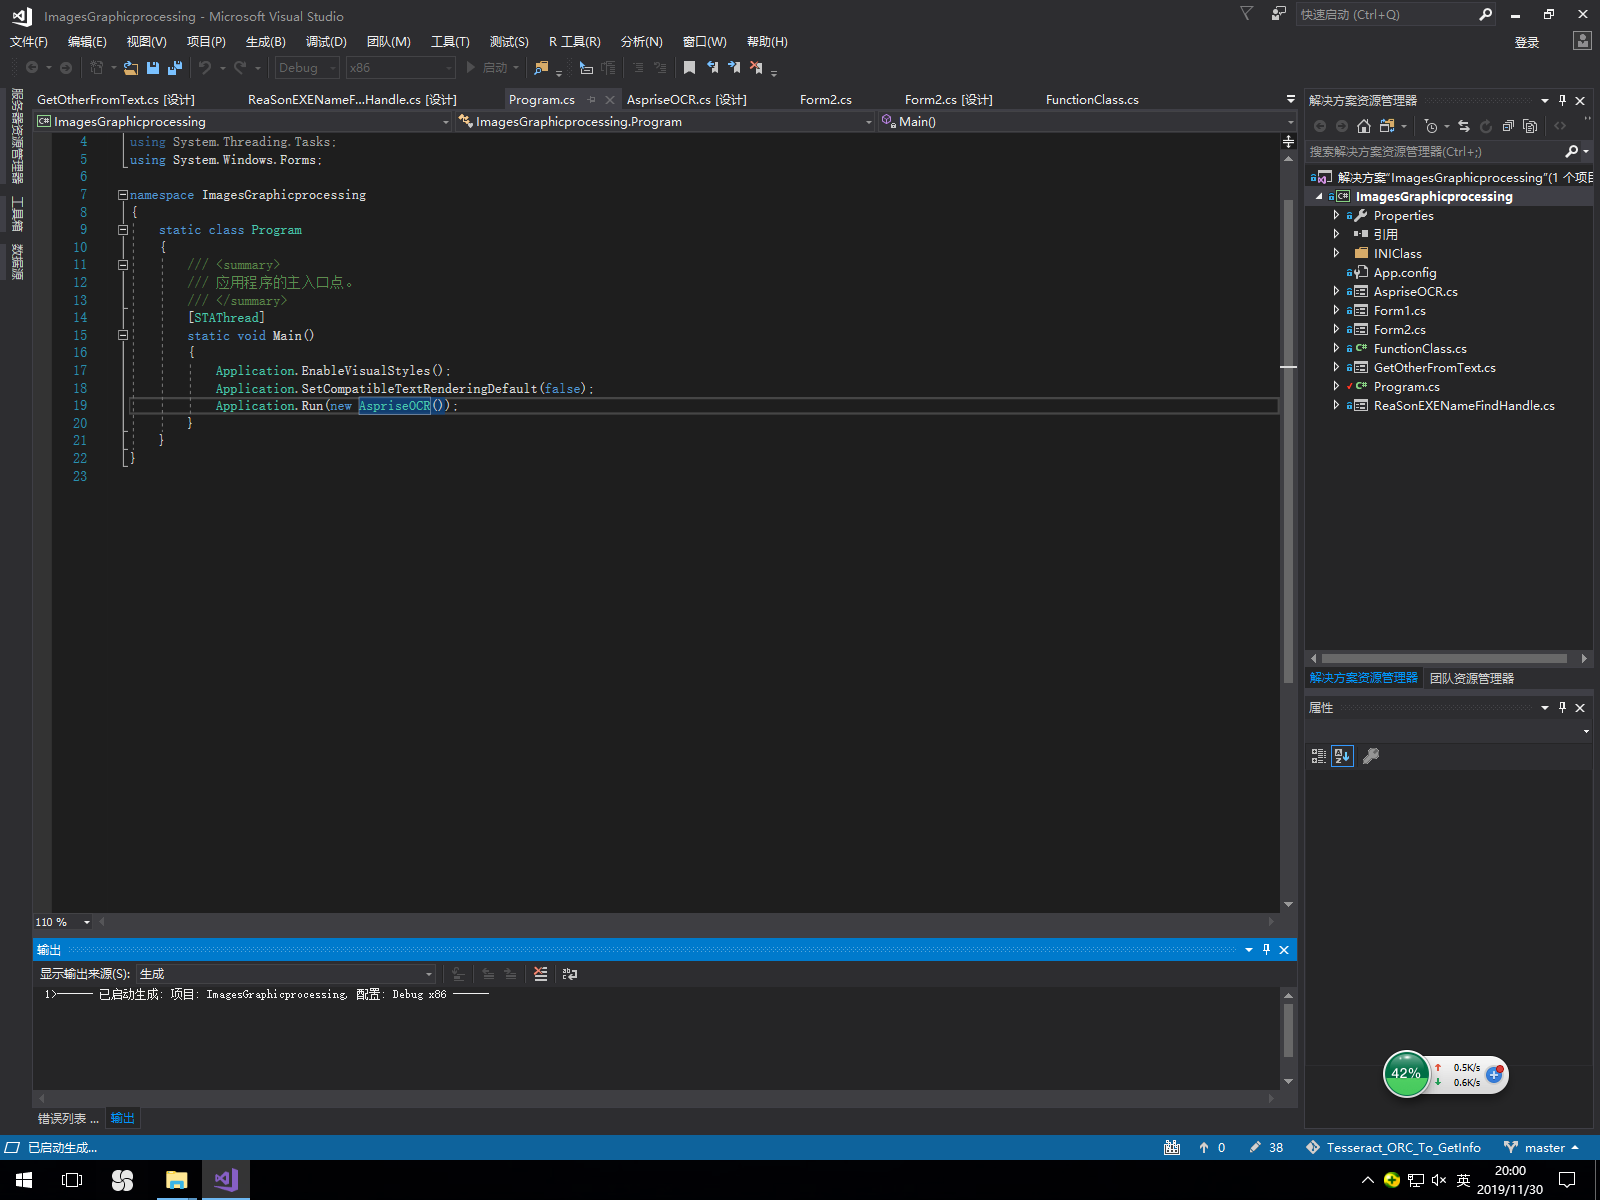 ImagesGraphicprocessing - Microsoft Visual Studio
快速启动 (Ctrl+Q)
文件(F) 编辑(E) 视图(V) 项目(P) 生成(B) 调试(D) 团队(M) 工具(T) 测试(S) R 工具(R) 分析(N) 窗口(W) 帮助(H)
登录
Debug x86 启动
服务器资源管理器
工具箱
数据源
GetOtherFromText.cs [设计] ReaSonEXENameF...Handle.cs [设计] Program.cs AspriseOCR.cs [设计] Form2.cs Form2.cs [设计] FunctionClass.cs
ImagesGraphicprocessing ImagesGraphicprocessing.Program Main()
4 using System.Threading.Tasks;
5 using System.Windows.Forms;
6
7 namespace ImagesGraphicprocessing
8 {
9 static class Program
10 {
11 /// <summary>
12 /// 应用程序的主入口点。
13 /// </summary>
14 [STAThread]
15 static void Main()
16 {
17 Application.EnableVisualStyles();
18 Application.SetCompatibleTextRenderingDefault(false);
19 Application.Run(new AspriseOCR());
20 }
21 }
22 }
23
110 %
输出
显示输出来源(S): 生成
1>------ 已启动生成: 项目: ImagesGraphicprocessing, 配置: Debug x86 ------
错误列表 ... 输出
解决方案资源管理器
搜索解决方案资源管理器(Ctrl+;)
解决方案"ImagesGraphicprocessing"(1 个项目
ImagesGraphicprocessing
Properties
引用
INIClass
App.config
AspriseOCR.cs
Form1.cs
Form2.cs
FunctionClass.cs
GetOtherFromText.cs
Program.cs
ReaSonEXENameFindHandle.cs
解决方案资源管理器 团队资源管理器
属性
42%
0.5K/s
0.6K/s
已启动生成... 0 38 Tesseract_ORC_To_GetInfo master
英
20:00
2019/11/30